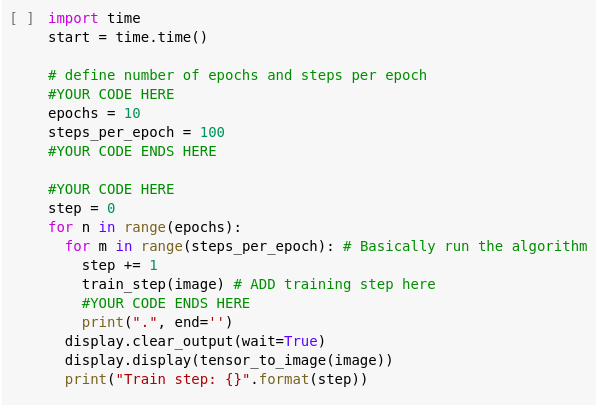 [ ] import time
start = time.time()

# define number of epochs and steps per epoch
#YOUR CODE HERE
epochs = 10
steps_per_epoch = 100
#YOUR CODE ENDS HERE

#YOUR CODE HERE
step = 0
for n in range(epochs):
  for m in range(steps_per_epoch): # Basically run the algorithm
    step += 1
    train_step(image) # ADD training step here
    #YOUR CODE ENDS HERE
    print(".", end='')
  display.clear_output(wait=True)
  display.display(tensor_to_image(image))
  print("Train step: {}".format(step))